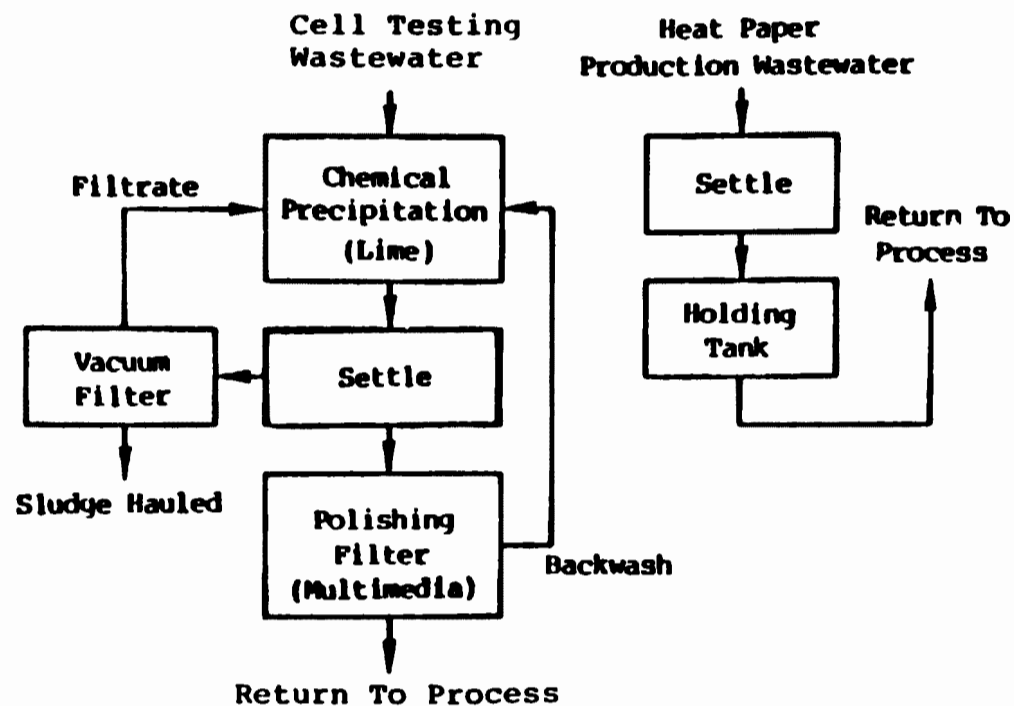 Cell Testing
Wastewater
Filtrate
Chemical
Precipitation
(Lime)
Vacuum
Filter
Settle
Sludge Hauled
Polishing
Filter
(Multimedia)
Backwash
Return To Process
Heat Paper
Production Wastewater
Settle
Holding
Tank
Return To
Process